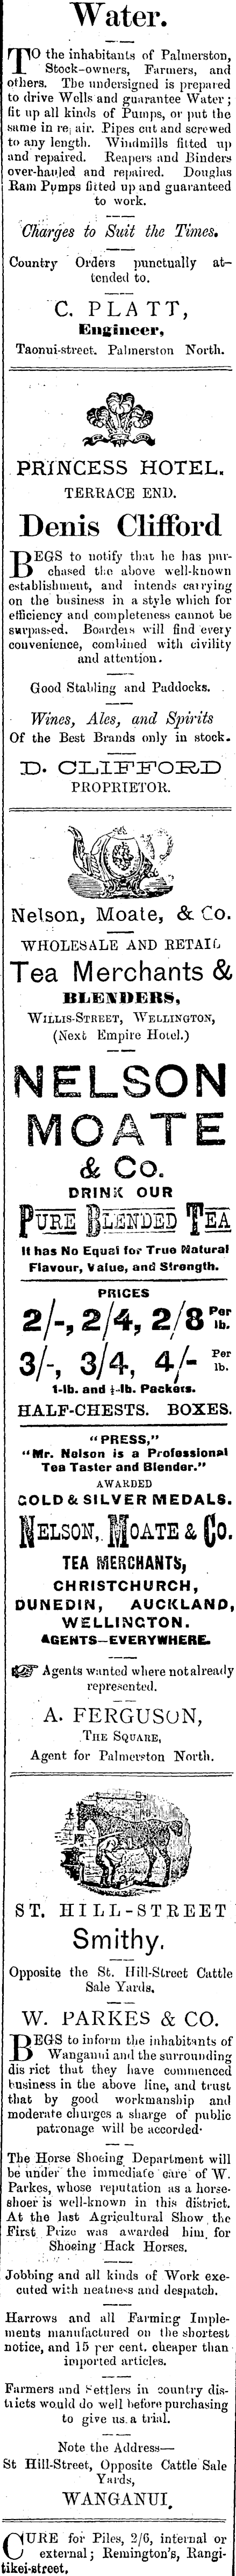 Water.
TO the inhabitants of Palmerston,
Stock-owners, Farmers, and
others. The undersigned is prepared
to drive Wells and guarantee Water ;
fit up all kinds of Pumps, or put the
same in re, air. Pipes cut and screwed
to any length. Windmills fitted up
and repaired. Reapers and Binders
over-hauled and repaired. Douglas
Ram Pumps fitted up and guaranteed
to work.
Charges to Suit the Times.
Country Orders punctually at-
tended to.
C. PLATT,
Engineer,
Taonui-street. Palmerston North.
PRINCESS HOTEL.
TERRACE END.
Denis Clifford
BEGS to notify that he has pur-
chased the above well-known
establishment, and intends carrying
on the business in a style which for
efficiency and completeness cannot be
surpassed. Boarders will find every
convenience, combined with civility
and attention.
Good Stabling and Paddocks.
Wines, Ales, and Spirits
Of the Best Brands only in stock.
D. CLIFFORD
PROPRIETOR.
Nelson, Moate, & Co.
WHOLESALE AND RETAIL
Tea Merchants &
BLENDERS,
WILLIS-STREET, WELLINGTON,
(Next Empire Hotel.)
NELSON
MOATE
& Co.
DRINK OUR
PURE BLENDED TEA
It has No Equal for True Natural
Flavour, Value, and Strength.
PRICES
2/-, 2/4, 2/8 Per lb.
3/-, 3/4, 4/- Per lb.
1-lb. and ½-lb. Packets.
HALF-CHESTS. BOXES.
"PRESS,"
"Mr. Nelson is a Professional
Tea Taster and Blender."
AWARDED
GOLD & SILVER MEDALS.
NELSON, MOATE & CO.
TEA MERCHANTS,
CHRISTCHURCH,
DUNEDIN, AUCKLAND,
WELLINGTON.
AGENTS—EVERYWHERE.
☞ Agents wanted where not already
represented.
A. FERGUSON,
THE SQUARE,
Agent for Palmerston North.
ST. HILL-STREET
Smithy.
Opposite the St. Hill-Street Cattle
Sale Yards.
W. PARKES & CO.
BEGS to inform the inhabitants of
Wanganui and the surrounding
dis rict that they have commenced
business in the above line, and trust
that by good workmanship and
moderate charges a sharge of public
patronage will be accorded·
The Horse Shoeing Department will
be under the immediate care of W.
Parkes, whose reputation as a horse-
shoer is well-known in this district.
At the last Agricultural Show the
First Prize was awarded him for
Shoeing Hack Horses.
Jobbing and all kinds of Work exe-
cuted with neatness and despatch.
Harrows and all Farming Imple-
ments manufactured on the shortest
notice, and 15 per cent. cheaper than
imported articles.
Farmers and Settlers in country dis-
tricts would do well before purchasing
to give us a trial.
Note the Address—
St Hill-Street, Opposite Cattle Sale
Yards,
WANGANUI.
CURE for Piles, 2/6, internal or
external; Remington's, Rangi-
tikei-street.